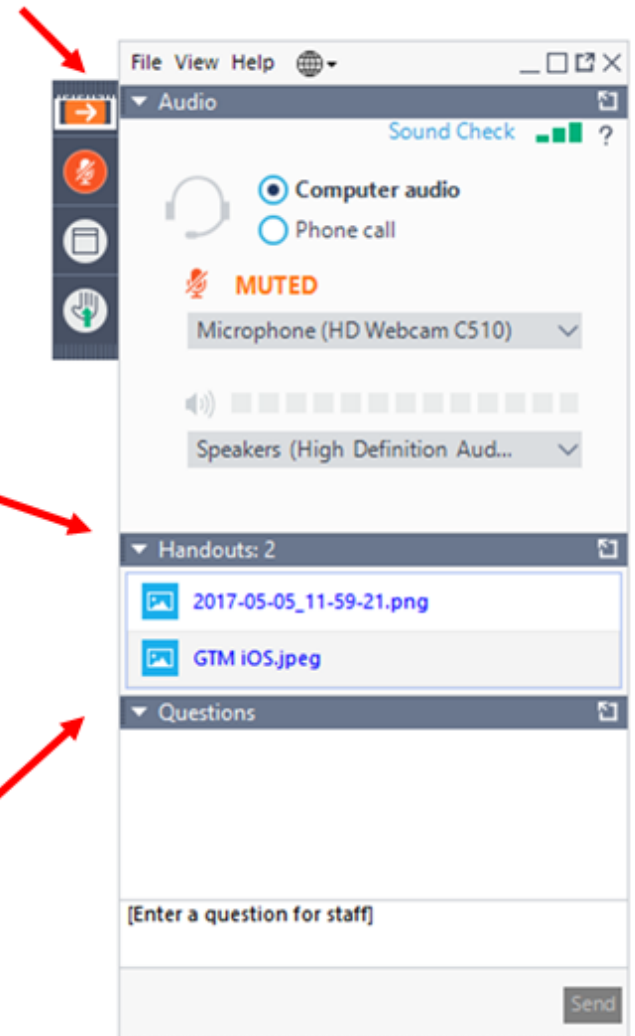 File View Help
Audio
Sound Check ?
Computer audio
Phone call
MUTED
Microphone (HD Webcam C510)
Speakers (High Definition Aud...
Handouts: 2
2017-05-05_11-59-21.png
GTM iOS.jpeg
Questions
[Enter a question for staff]
Send